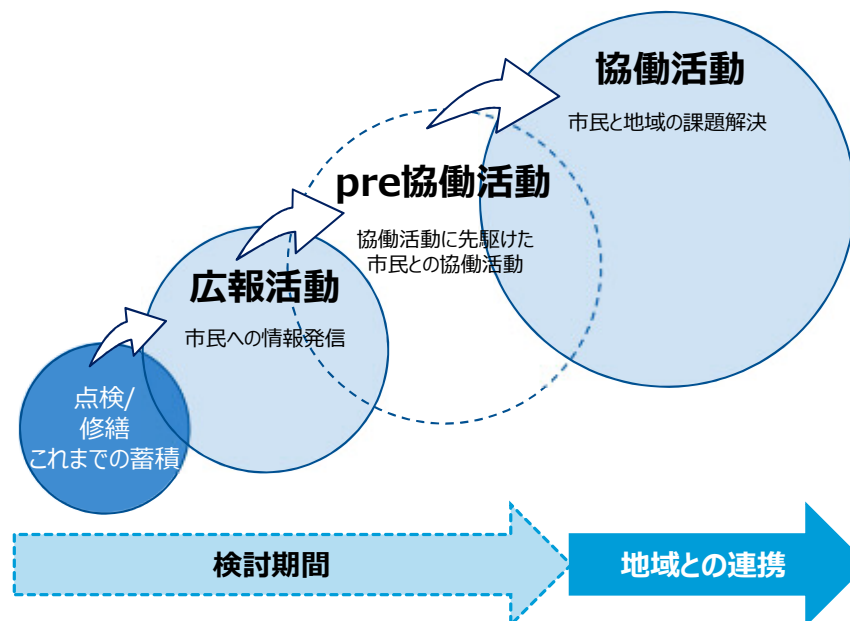 協働活動
市民と地域の課題解決
pre協働活動
協働活動に先駆けた
市民との協働活動
広報活動
市民への情報発信
点検/
修繕
これまでの蓄積
検討期間
地域との連携